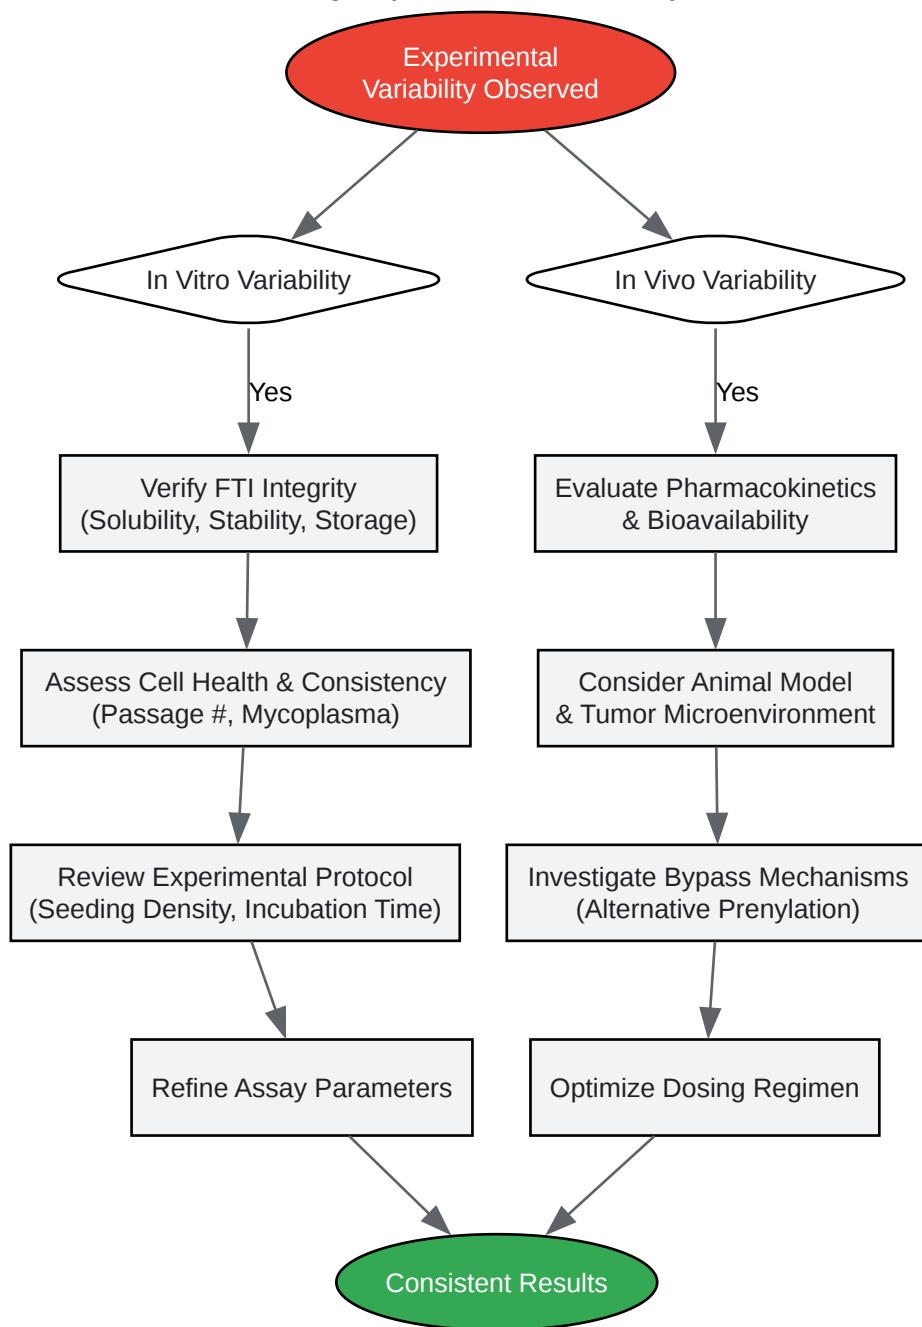 Experimental
Variability Observed
In Vitro Variability
In Vivo Variability
Yes
Yes
Verify FTI Integrity
(Solubility, Stability, Storage)
Evaluate Pharmacokinetics
& Bioavailability
Assess Cell Health & Consistency
(Passage #, Mycoplasma)
Consider Animal Model
& Tumor Microenvironment
Review Experimental Protocol
(Seeding Density, Incubation Time)
Investigate Bypass Mechanisms
(Alternative Prenylation)
Refine Assay Parameters
Optimize Dosing Regimen
Consistent Results